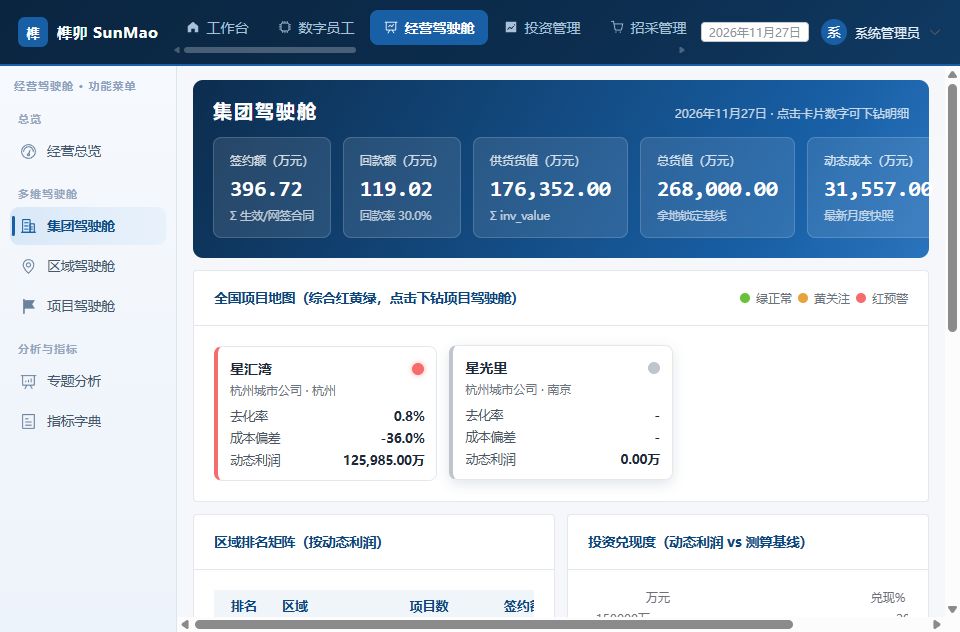 榫 榫卯 SunMao
工作台 数字员工 经营驾驶舱 投资管理 招采管理 2026年11月27日 系 系统管理员
经营驾驶舱 · 功能菜单
总览
经营总览
多维驾驶舱
集团驾驶舱
区域驾驶舱
项目驾驶舱
分析与指标
专题分析
指标字典
集团驾驶舱
2026年11月27日 · 点击卡片数字可下钻明细
签约额（万元）
396.72
Σ 生效/网签合同
回款额（万元）
119.02
回款率 30.0%
供货货值（万元）
176,352.00
Σ inv_value
总货值（万元）
268,000.00
拿地锁定基线
动态成本（万元）
31,557.00
最新月度快照
全国项目地图（综合红黄绿，点击下钻项目驾驶舱）
绿正常 黄关注 红预警
星汇湾
杭州城市公司 · 杭州
去化率 0.8%
成本偏差 -36.0%
动态利润 125,985.00万
星光里
杭州城市公司 · 南京
去化率 -
成本偏差 -
动态利润 0.00万
区域排名矩阵（按动态利润）
排名 区域 项目数 签约
投资兑现度（动态利润 vs 测算基线）
万元 兑现%